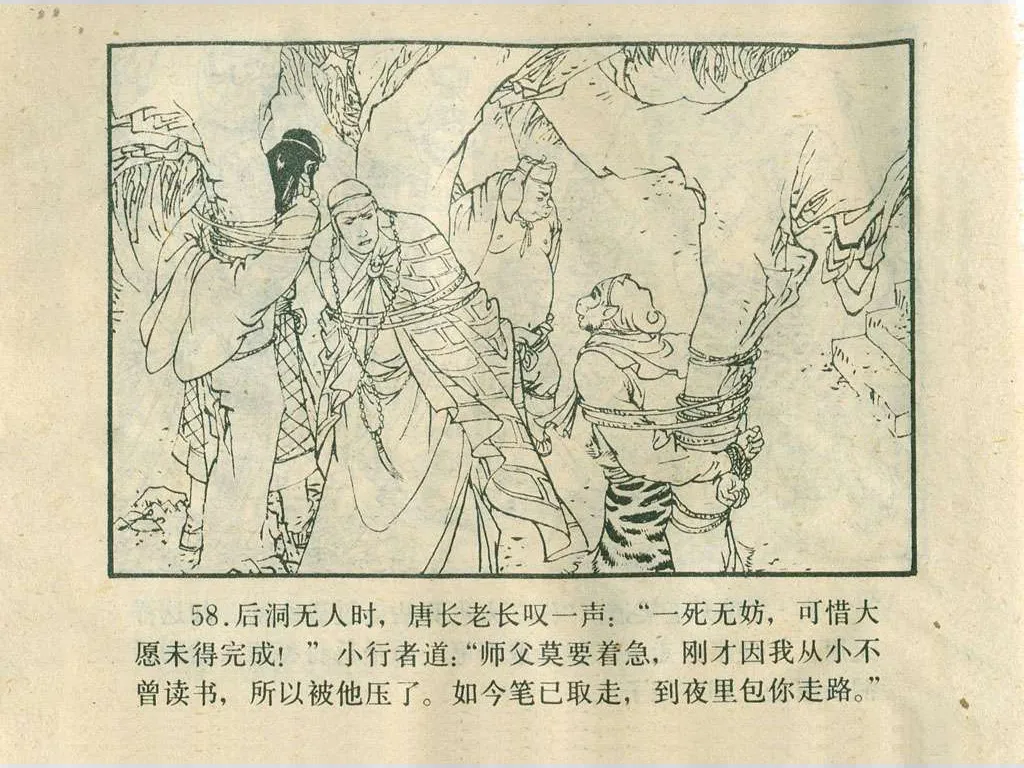 58.后洞无人时，唐长老长叹一声：“一死无妨，可惜大
愿未得完成！”小行者道：“师父莫要着急，刚才因我从小不
曾读书，所以被他压了。如今笔已取走，到夜里包你走路。”